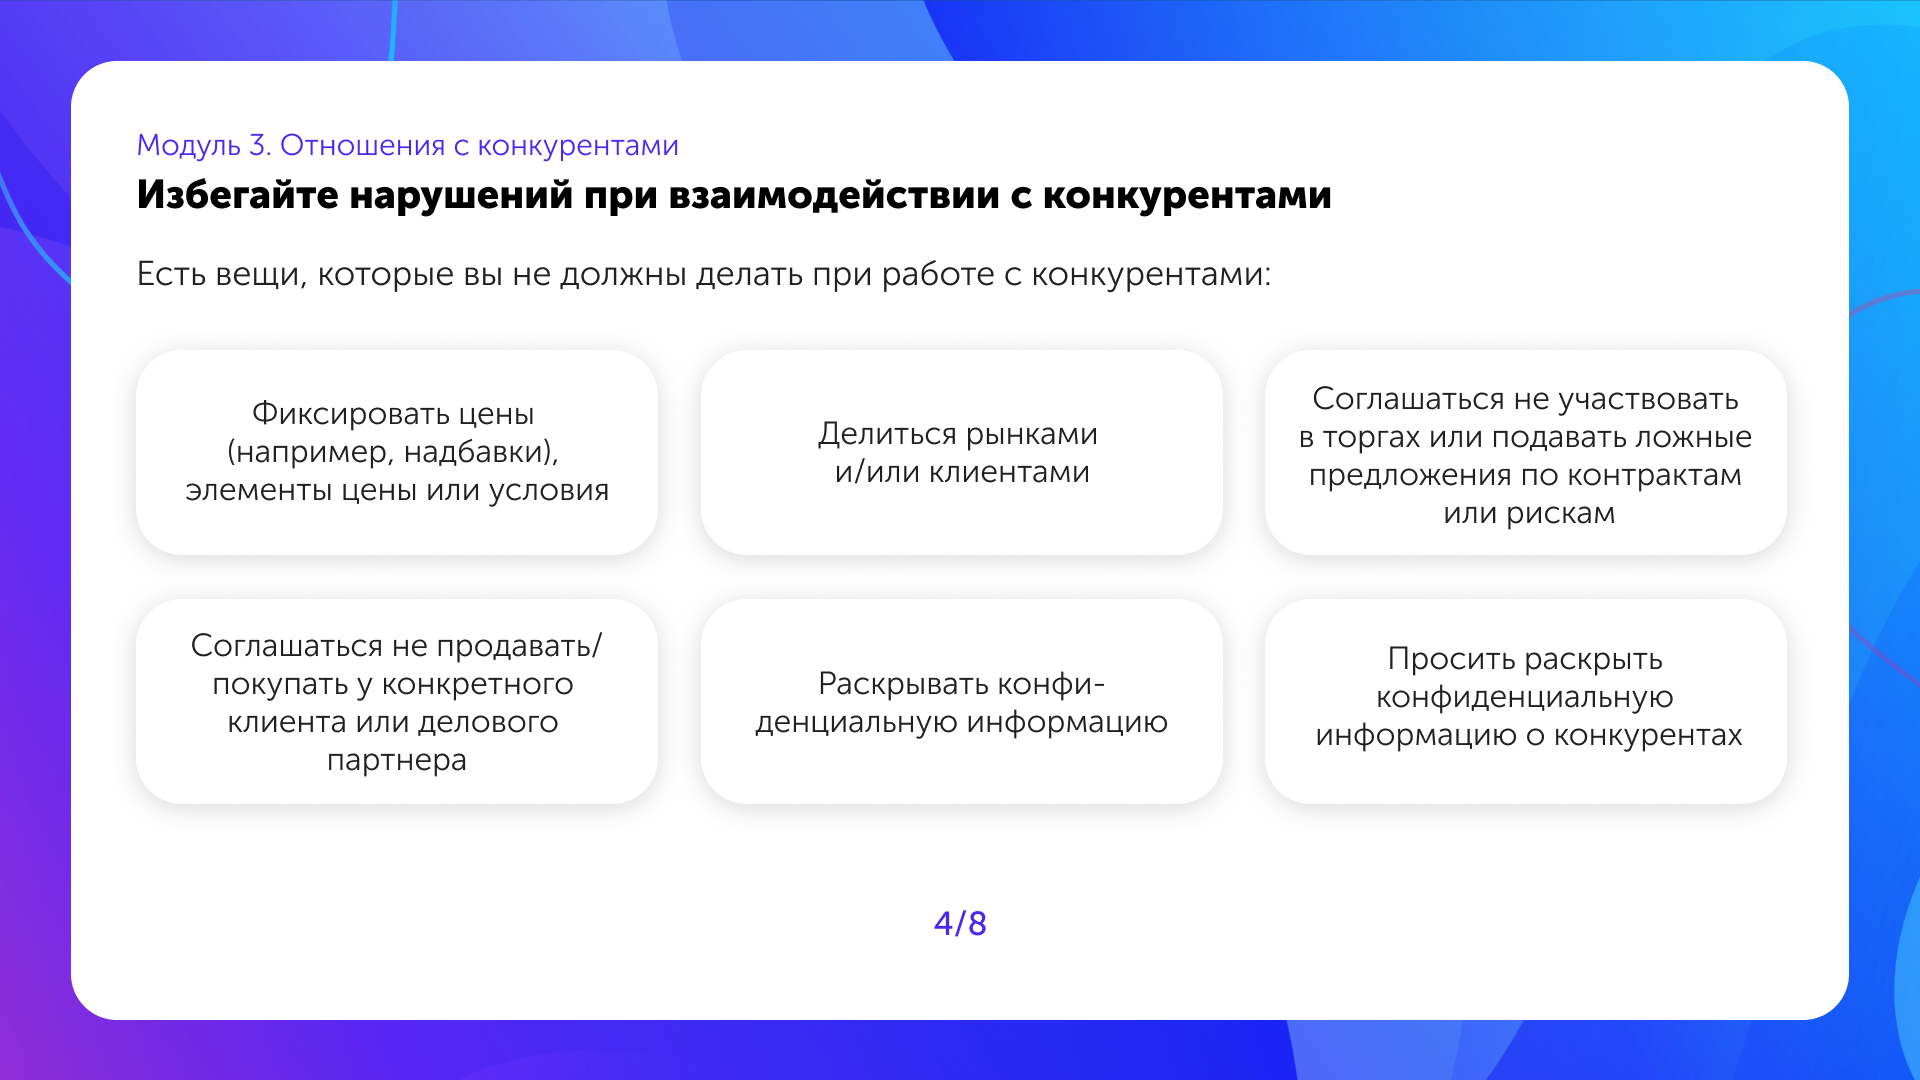 Модуль 3. Отношения с конкурентами
Избегайте нарушений при взаимодействии с конкурентами
Есть вещи, которые вы не должны делать при работе с конкурентами:
Фиксировать цены
(например, надбавки),
элементы цены или условия
Делиться рынками
и/или клиентами
Соглашаться не участвовать
в торгах или подавать ложные
предложения по контрактам
или рискам
Соглашаться не продавать/
покупать у конкретного
клиента или делового
партнера
Раскрывать конфи-
денциальную информацию
Просить раскрыть
конфиденциальную
информацию о конкурентах
4/8